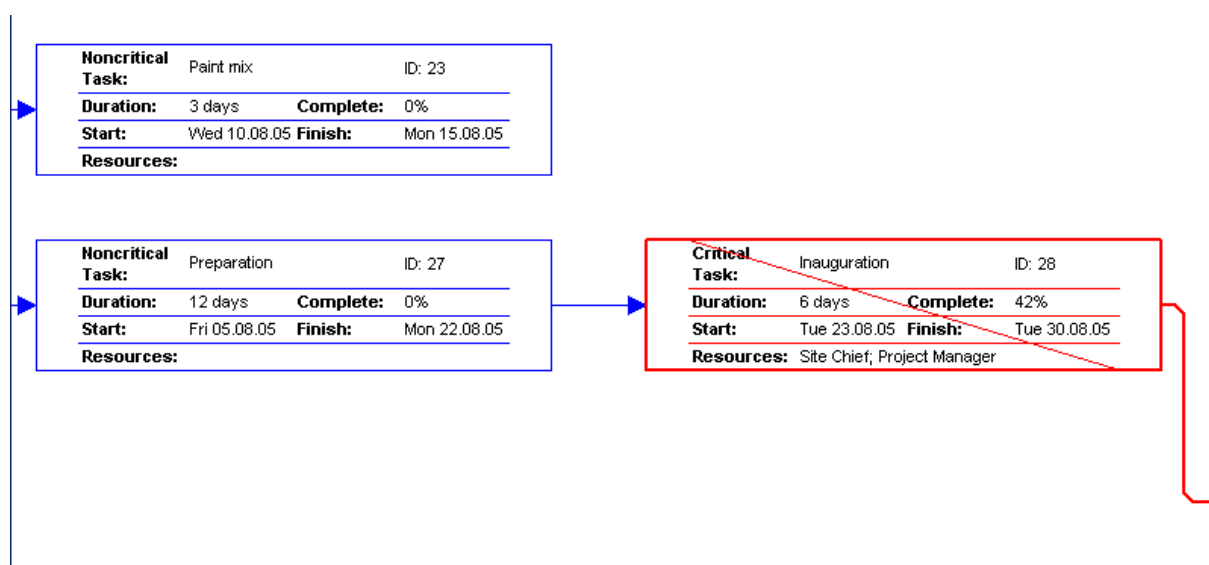 Noncritical Task: Paint mix ID: 23
Duration: 3 days Complete: 0%
Start: Wed 10.08.05 Finish: Mon 15.08.05
Resources:
Noncritical Task: Preparation ID: 27
Duration: 12 days Complete: 0%
Start: Fri 05.08.05 Finish: Mon 22.08.05
Resources:
Critical Task: Inauguration ID: 28
Duration: 6 days Complete: 42%
Start: Tue 23.08.05 Finish: Tue 30.08.05
Resources: Site Chief; Project Manager